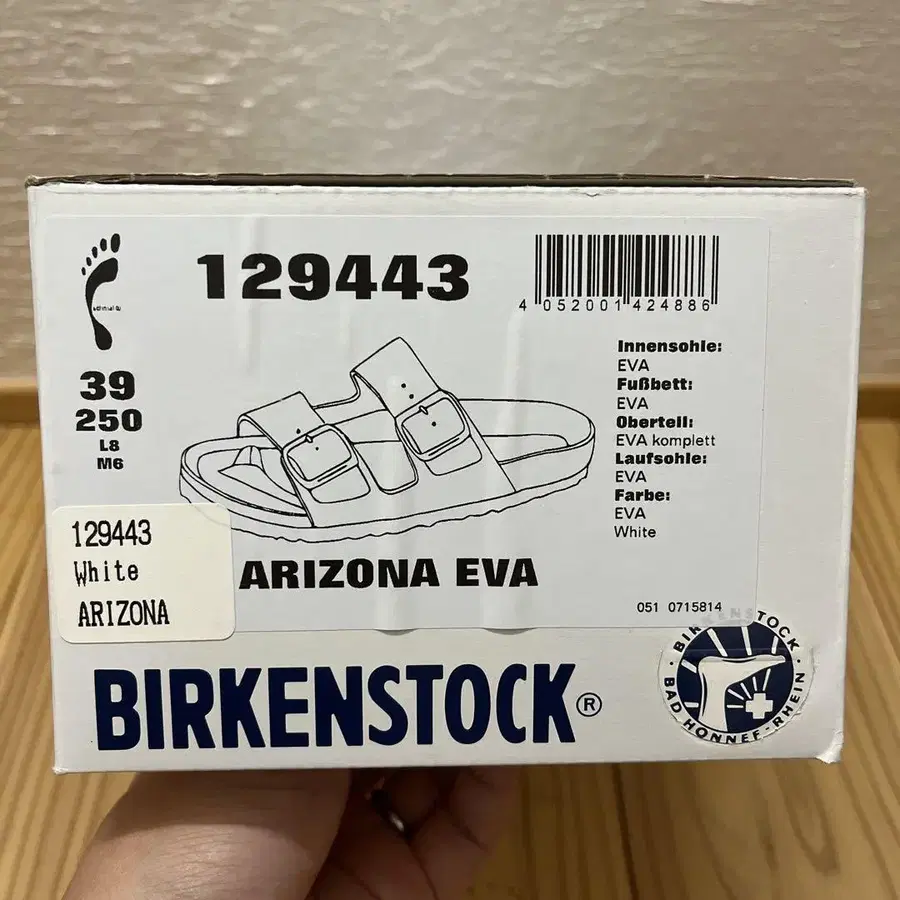 129443
4 052001 424886
39
250
L8
M6
Innensohle:
EVA
Fußbett:
EVA
Oberteil:
EVA komplett
Laufsohle:
EVA
Farbe:
EVA
White
129443
White
ARIZONA
ARIZONA EVA
051 0715814
BIRKENSTOCK®
BIRKENSTOCK
BAD HONNEF-RHEIN